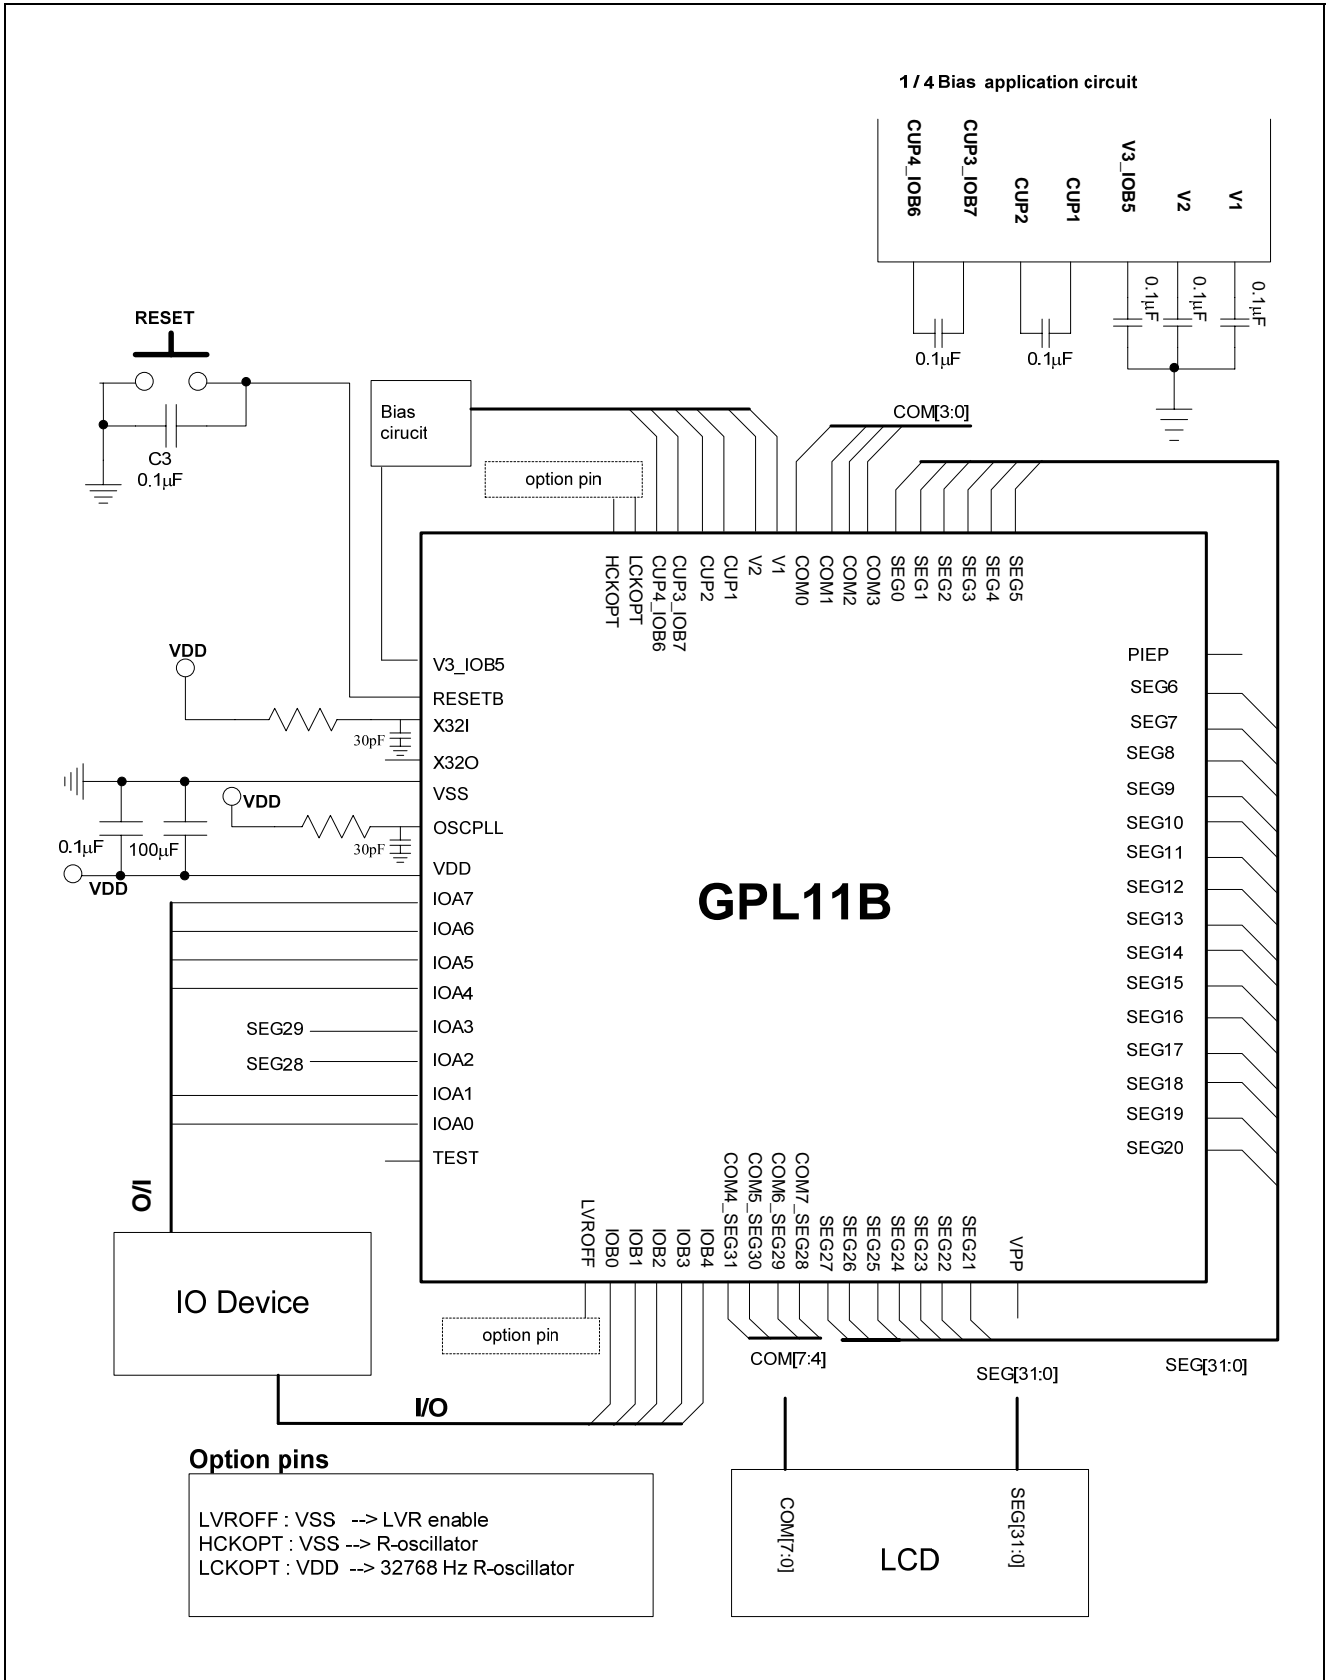 1 / 4 Bias application circuit
CUP4_IOB6
CUP3_IOB7
CUP2
CUP1
V3_IOB5
V2
V1
0.1µF
0.1µF
0.1µF
0.1µF
0.1µF
RESET
C3
0.1µF
Bias
cirucit
option pin
COM[3:0]
HCKOPT
LCKOPT
CUP4_IOB6
CUP3_IOB7
CUP2
CUP1
V2
V1
COM0
COM1
COM2
COM3
SEG0
SEG1
SEG2
SEG3
SEG4
SEG5
VDD
30pF
VDD
30pF
0.1µF
100µF
VDD
V3_IOB5
RESETB
X32I
X32O
VSS
OSCPLL
VDD
IOA7
IOA6
IOA5
IOA4
SEG29
IOA3
SEG28
IOA2
IOA1
IOA0
TEST
GPL11B
PIEP
SEG6
SEG7
SEG8
SEG9
SEG10
SEG11
SEG12
SEG13
SEG14
SEG15
SEG16
SEG17
SEG18
SEG19
SEG20
LVROFF
IOB0
IOB1
IOB2
IOB3
IOB4
COM4_SEG31
COM5_SEG30
COM6_SEG29
COM7_SEG28
SEG27
SEG26
SEG25
SEG24
SEG23
SEG22
SEG21
VPP
I/O
IO Device
option pin
COM[7:4]
SEG[31:0]
SEG[31:0]
I/O
Option pins
LVROFF : VSS --> LVR enable
HCKOPT : VSS --> R-oscillator
LCKOPT : VDD --> 32768 Hz R-oscillator
COM[7:0]
SEG[31:0]
LCD